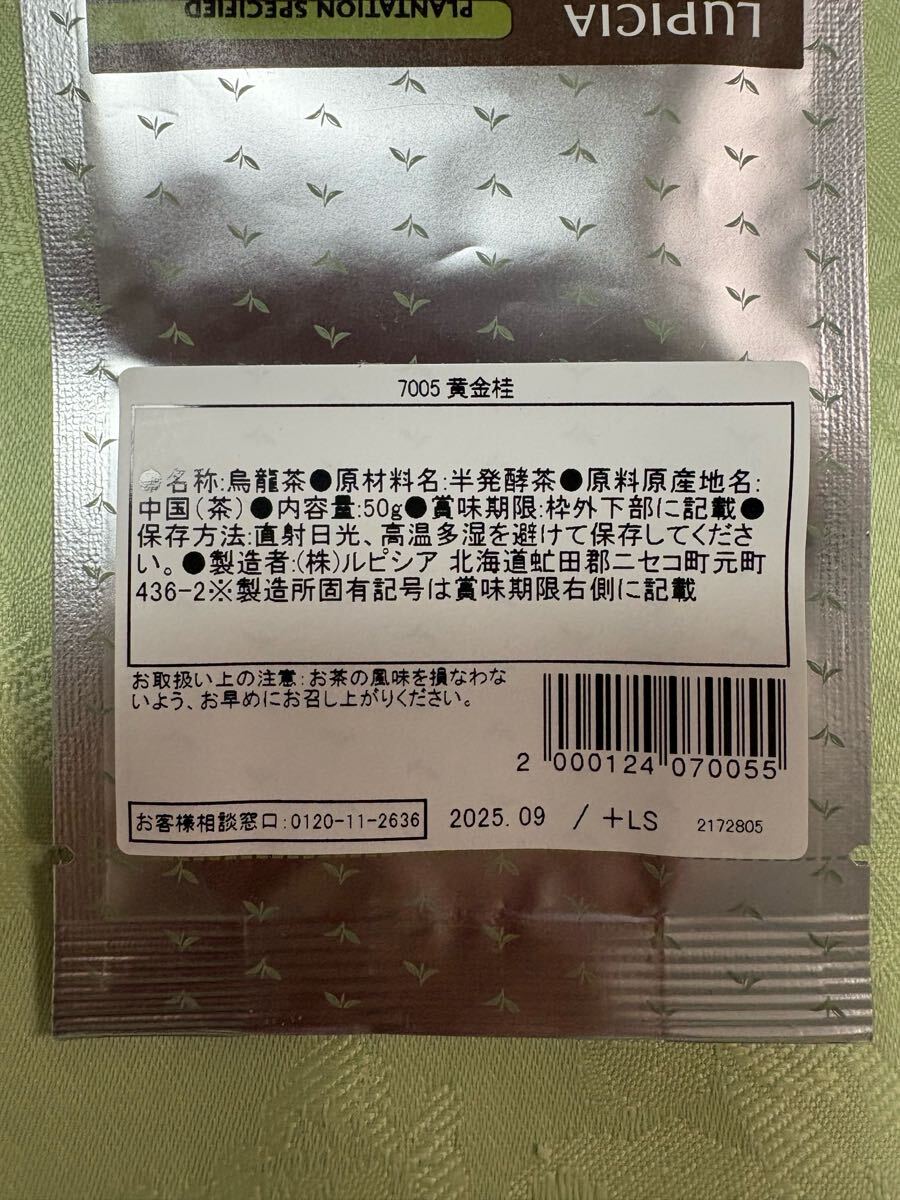 PLANTATION SPECIFIED
LUPICIA
7005 黄金桂
●名称:烏龍茶●原材料名:半発酵茶●原料原産地名:
中国(茶)●内容量:50g●賞味期限:枠外下部に記載●
保存方法:直射日光、高温多湿を避けて保存してくださ
い。●製造者:(株)ルピシア 北海道虻田郡ニセコ町元町
436-2※製造所固有記号は賞味期限右側に記載
お取扱い上の注意:お茶の風味を損なわな
いよう、お早めにお召し上がりください。
2 000124 070055
お客様相談窓口:0120-11-2636
2025.09 / +LS 2172805